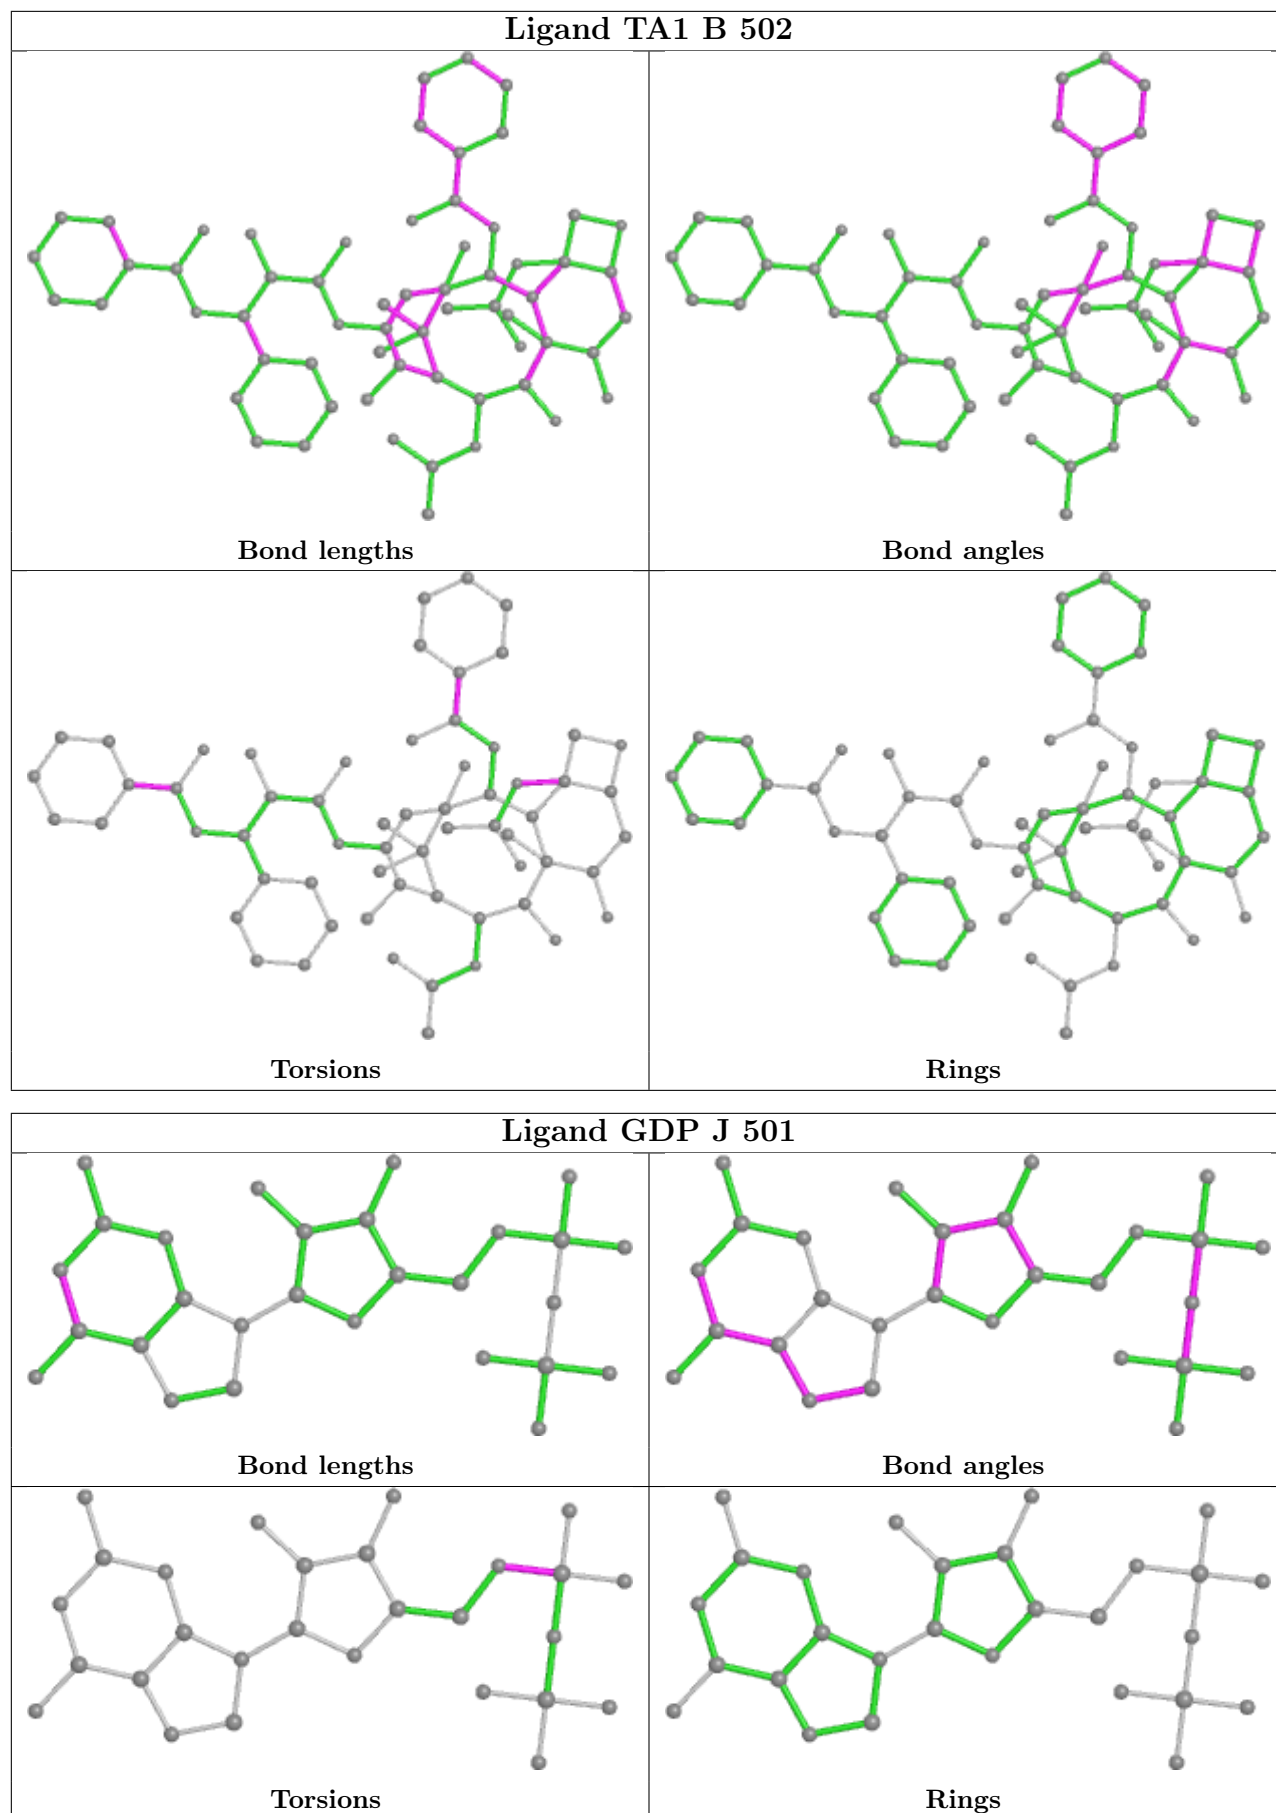 Ligand TA1 B 502
Bond lengths
Bond angles
Torsions
Rings
Ligand GDP J 501
Bond lengths
Bond angles
Torsions
Rings